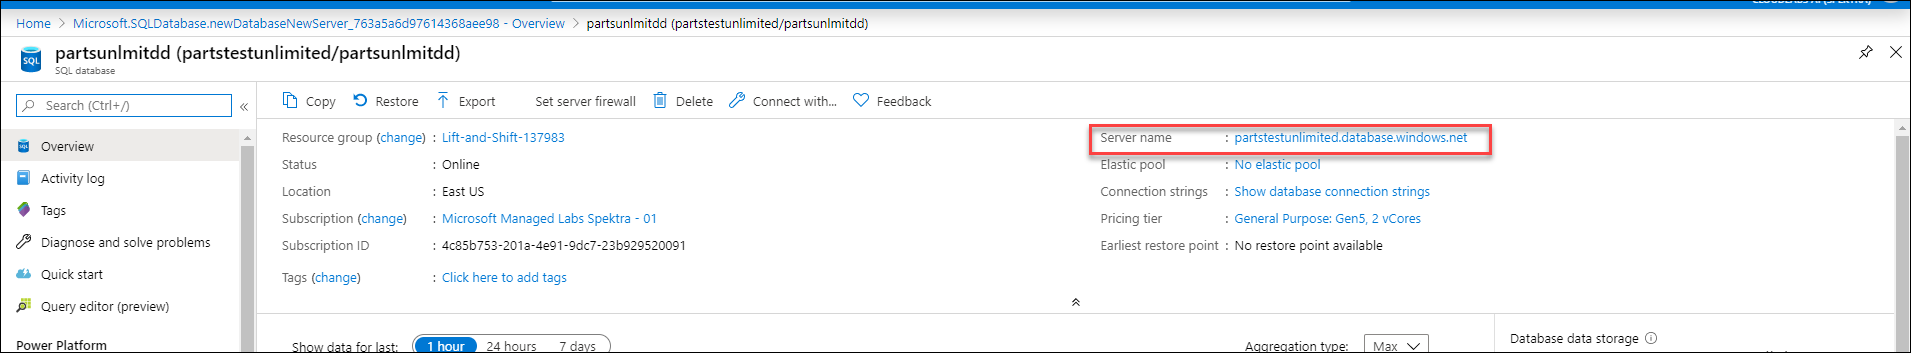 Home > Microsoft.SQLDatabase.newDatabaseNewServer_763a5a6d97614368aee98 - Overview > partsunlmitdd (partstestunlimited/partsunlmitdd)
partsunlmitdd (partstestunlimited/partsunlmitdd)
SQL database
Search (Ctrl+/)
Copy Restore Export Set server firewall Delete Connect with... Feedback
Overview
Activity log
Tags
Diagnose and solve problems
Quick start
Query editor (preview)
Power Platform
Resource group (change) : Lift-and-Shift-137983
Status : Online
Location : East US
Subscription (change) : Microsoft Managed Labs Spektra - 01
Subscription ID : 4c85b753-201a-4e91-9dc7-23b929520091
Tags (change) : Click here to add tags
Server name : partstestunlimited.database.windows.net
Elastic pool : No elastic pool
Connection strings : Show database connection strings
Pricing tier : General Purpose: Gen5, 2 vCores
Earliest restore point : No restore point available
Show data for last: 1 hour 24 hours 7 days
Aggregation type: Max
Database data storage